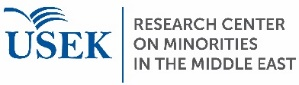 USEK
RESEARCH CENTER
ON MINORITIES
IN THE MIDDLE EAST